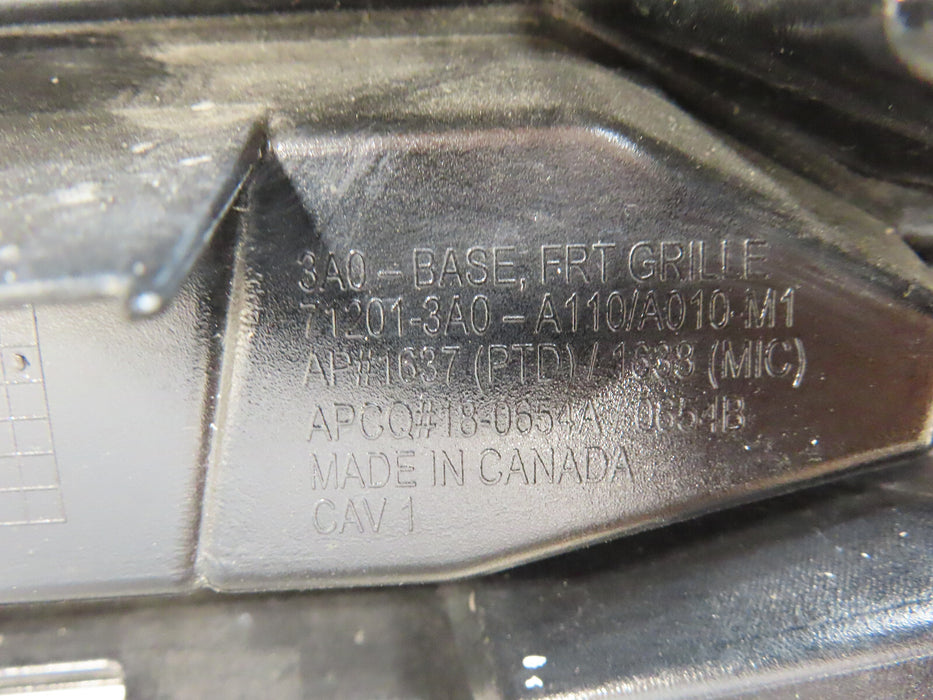 3A0 – BASE, FRT GRILLE
71201-3A0 – A110/A010-M1
AP#1637 (PTD) / 1638 (MIC)
APCQ#18-0654A / 0654B
MADE IN CANADA
CAV 1